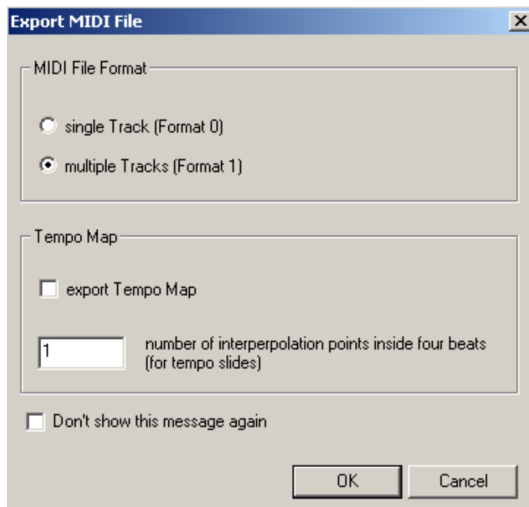 Export MIDI File
MIDI File Format
single Track (Format 0)
multiple Tracks (Format 1)
Tempo Map
export Tempo Map
1
number of interperpolation points inside four beats
(for tempo slides)
Don't show this message again
OK
Cancel